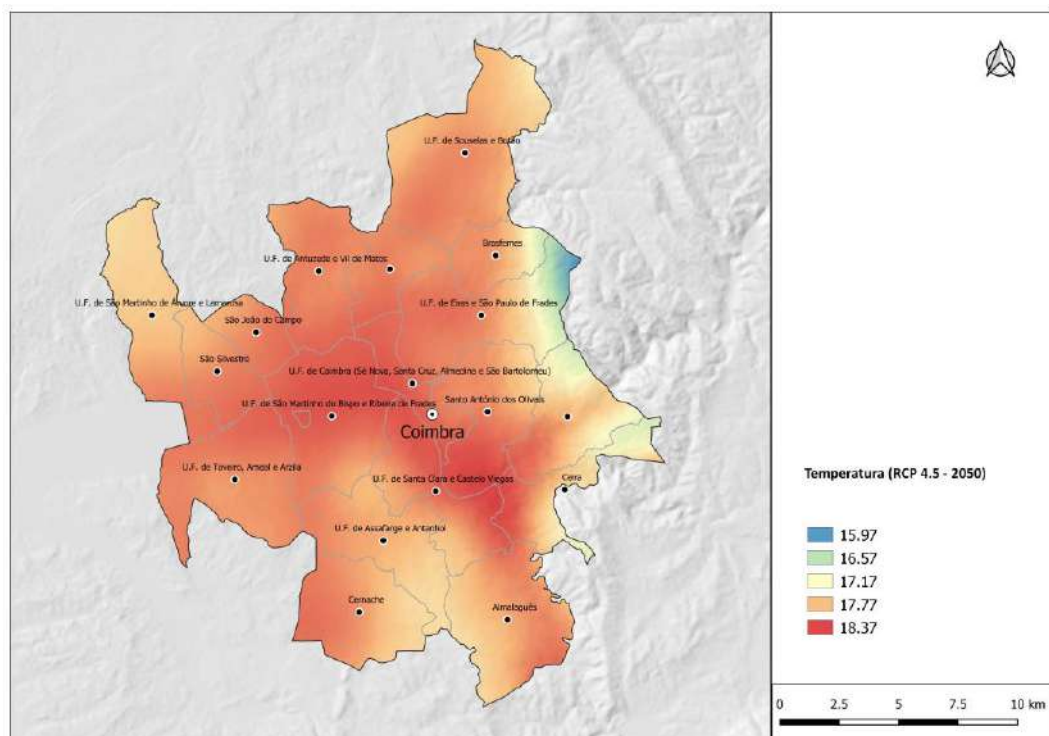 U.F. de Souselas e Botão
Brasfemes
U.F. de Antuzede e Vil de Matos
U.F. de São Martinho de Árvore e Lamarosa
U.F. de Eiras e São Paulo de Frades
São João do Campo
São Silvestre
U.F. de Coimbra (Sé Nova, Santa Cruz, Almedina e São Bartolomeu)
U.F. de São Martinho do Bispo e Ribeira de Frades
Santo António dos Olivais
Coimbra
U.F. de Taveiro, Ameal e Arzila
U.F. de Santa Clara e Castelo Viegas
Ceira
U.F. de Assafarge e Antanhol
Cernache
Almalaguês
Temperatura (RCP 4.5 - 2050)
15.97
16.57
17.17
17.77
18.37
0 2.5 5 7.5 10 km